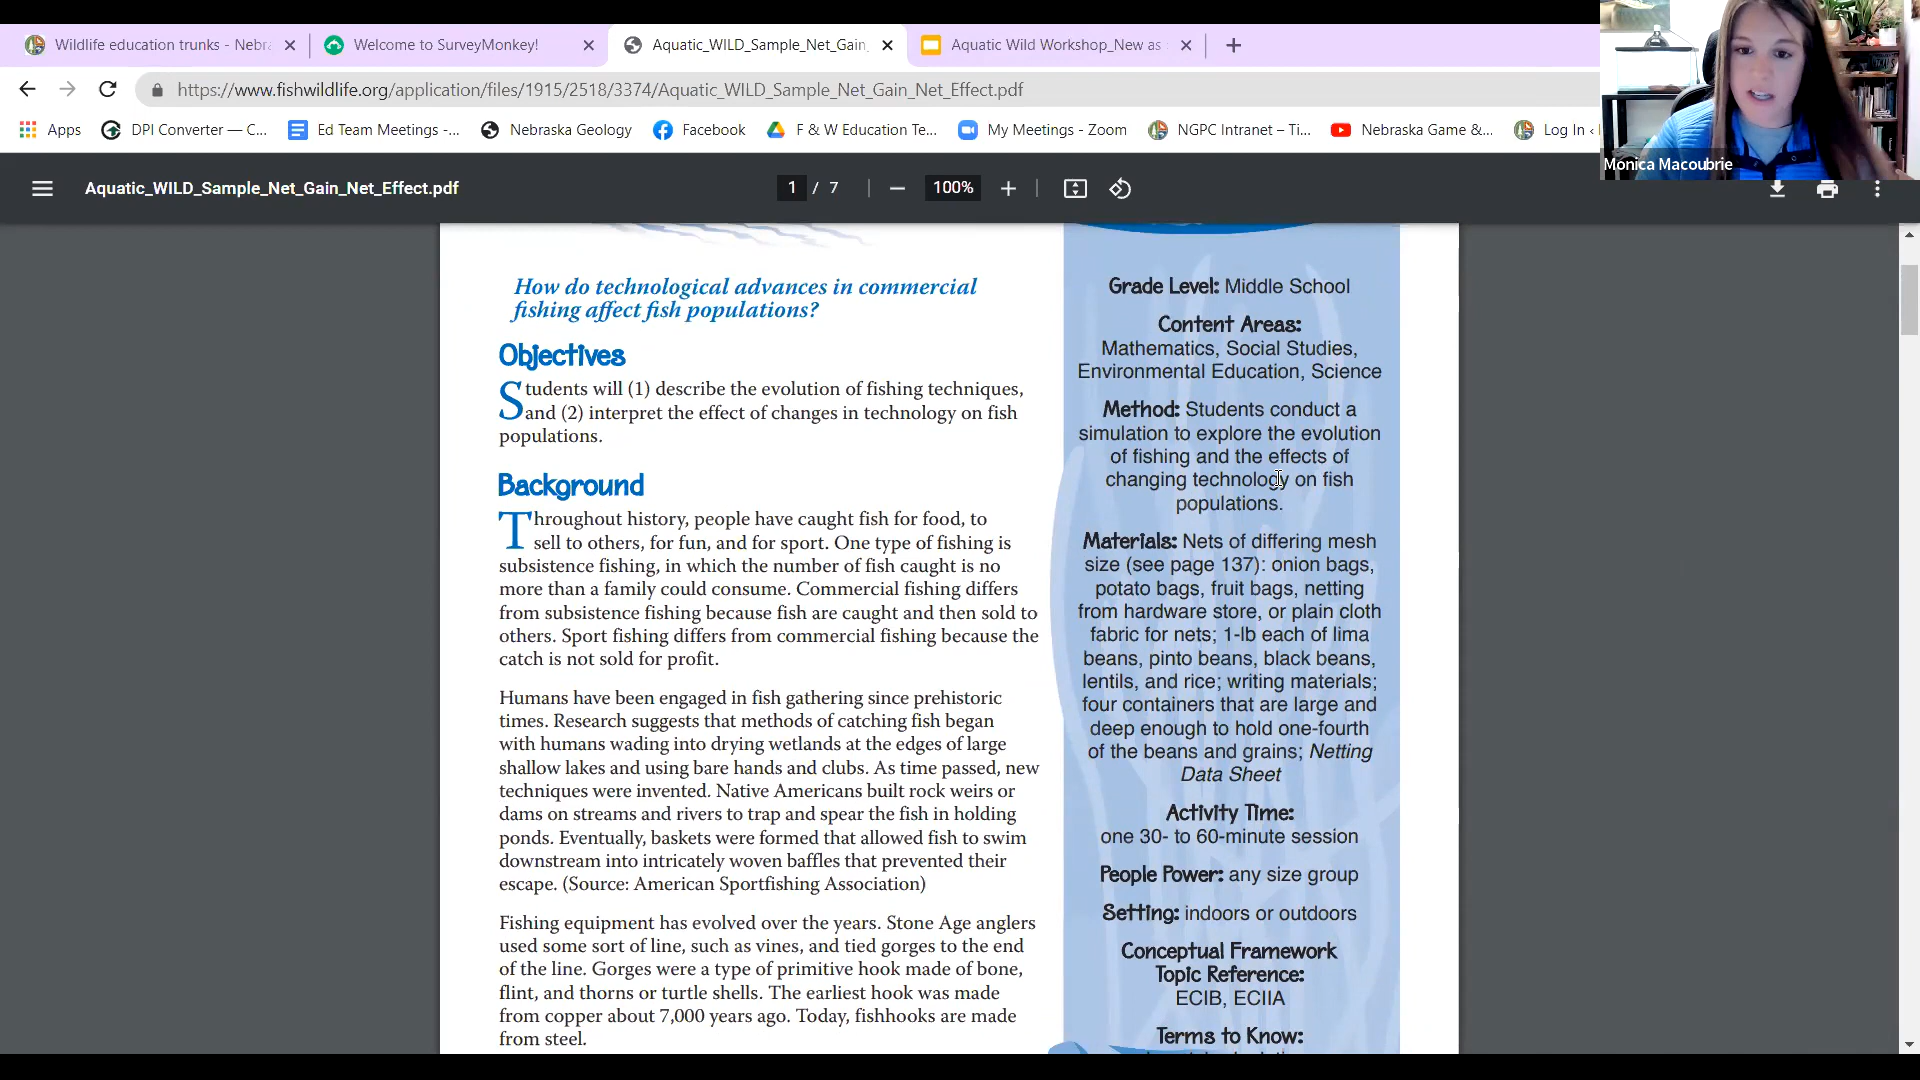 Wildlife education trunks - Nebr
Welcome to SurveyMonkey!
Aquatic_WILD_Sample_Net_Gain_
Aquatic Wild Workshop_New as
https://www.fishwildlife.org/application/files/1915/2518/3374/Aquatic_WILD_Sample_Net_Gain_Net_Effect.pdf
Apps
DPI Converter — C...
Ed Team Meetings -...
Nebraska Geology
Facebook
F & W Education Te...
My Meetings - Zoom
NGPC Intranet – Ti...
Nebraska Game &...
Log In ‹
Monica Macoubrie
Aquatic_WILD_Sample_Net_Gain_Net_Effect.pdf
1 / 7
100%
How do technological advances in commercial
fishing affect fish populations?
Objectives
Students will (1) describe the evolution of fishing techniques,
and (2) interpret the effect of changes in technology on fish
populations.
Background
Throughout history, people have caught fish for food, to
sell to others, for fun, and for sport. One type of fishing is
subsistence fishing, in which the number of fish caught is no
more than a family could consume. Commercial fishing differs
from subsistence fishing because fish are caught and then sold to
others. Sport fishing differs from commercial fishing because the
catch is not sold for profit.
Humans have been engaged in fish gathering since prehistoric
times. Research suggests that methods of catching fish began
with humans wading into drying wetlands at the edges of large
shallow lakes and using bare hands and clubs. As time passed, new
techniques were invented. Native Americans built rock weirs or
dams on streams and rivers to trap and spear the fish in holding
ponds. Eventually, baskets were formed that allowed fish to swim
downstream into intricately woven baffles that prevented their
escape. (Source: American Sportfishing Association)
Fishing equipment has evolved over the years. Stone Age anglers
used some sort of line, such as vines, and tied gorges to the end
of the line. Gorges were a type of primitive hook made of bone,
flint, and thorns or turtle shells. The earliest hook was made
from copper about 7,000 years ago. Today, fishhooks are made
from steel.
Grade Level: Middle School
Content Areas:
Mathematics, Social Studies,
Environmental Education, Science
Method: Students conduct a
simulation to explore the evolution
of fishing and the effects of
changing technology on fish
populations.
Materials: Nets of differing mesh
size (see page 137): onion bags,
potato bags, fruit bags, netting
from hardware store, or plain cloth
fabric for nets; 1-lb each of lima
beans, pinto beans, black beans,
lentils, and rice; writing materials;
four containers that are large and
deep enough to hold one-fourth
of the beans and grains; Netting
Data Sheet
Activity Time:
one 30- to 60-minute session
People Power: any size group
Setting: indoors or outdoors
Conceptual Framework
Topic Reference:
ECIB, ECIIA
Terms to Know: